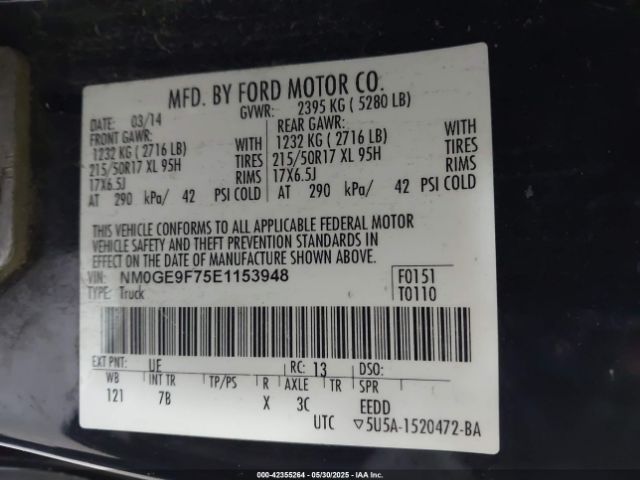 MFD. BY FORD MOTOR CO.
DATE: 03/14 GVWR: 2395 KG ( 5280 LB)
FRONT GAWR: REAR GAWR:
1232 KG ( 2716 LB) WITH 1232 KG ( 2716 LB) WITH
215/50R17 XL 95H TIRES 215/50R17 XL 95H TIRES
17X6.5J RIMS 17X6.5J RIMS
AT 290 kPa/ 42 PSI COLD AT 290 kPa/ 42 PSI COLD
THIS VEHICLE CONFORMS TO ALL APPLICABLE FEDERAL MOTOR
VEHICLE SAFETY AND THEFT PREVENTION STANDARDS IN
EFFECT ON THE DATE OF MANUFACTURE SHOWN ABOVE.
VIN: NM0GE9F75E1153948 F0151
TYPE: Truck T0110
EXT PNT: UE RC: 13 DSO:
WB INT TR TP/PS R AXLE TR SPR
121 7B X 3C EEDD
UTC ▽5U5A-1520472-BA
000-42355264 - 05/30/2025 - IAAI.COM